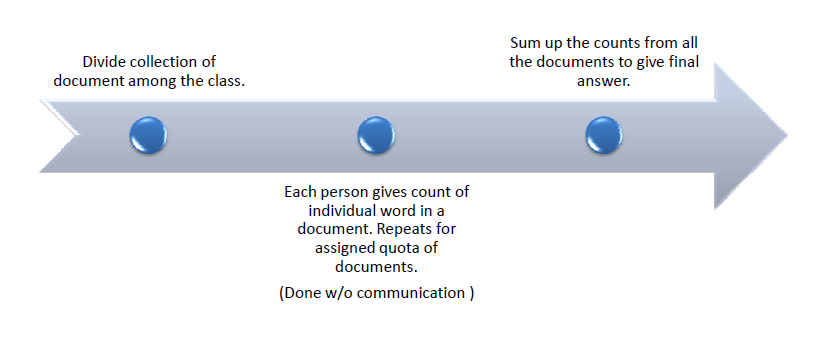 Divide collection of
document among the class.
Each person gives count of
individual word in a
document. Repeats for
assigned quota of
documents.
(Done w/o communication )
Sum up the counts from all
the documents to give final
answer.